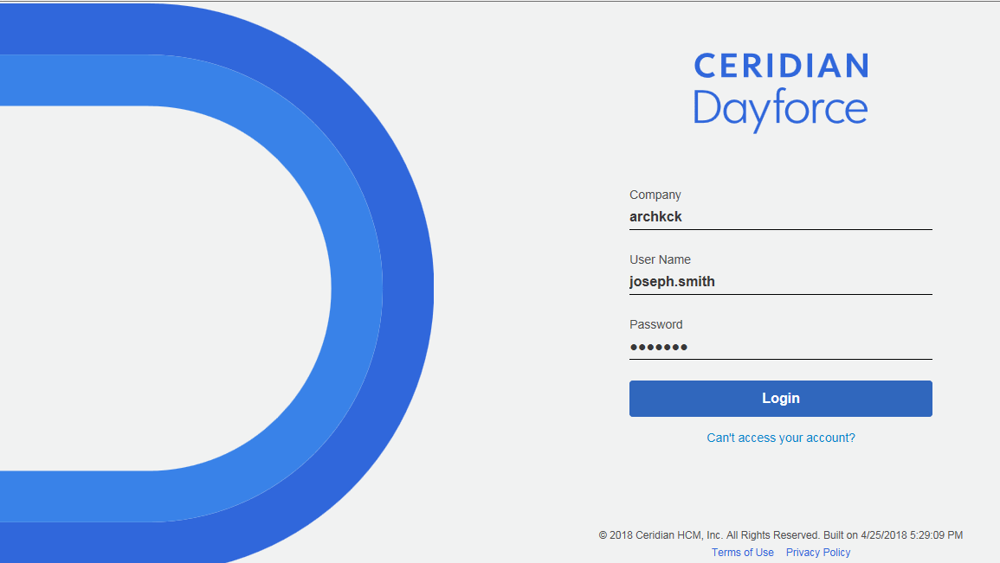 CERIDIAN
Dayforce
Company
archkck
User Name
joseph.smith
Password
●●●●●●●
Login
Can't access your account?
© 2018 Ceridian HCM, Inc. All Rights Reserved. Built on 4/25/2018 5:29:09 PM
Terms of Use Privacy Policy